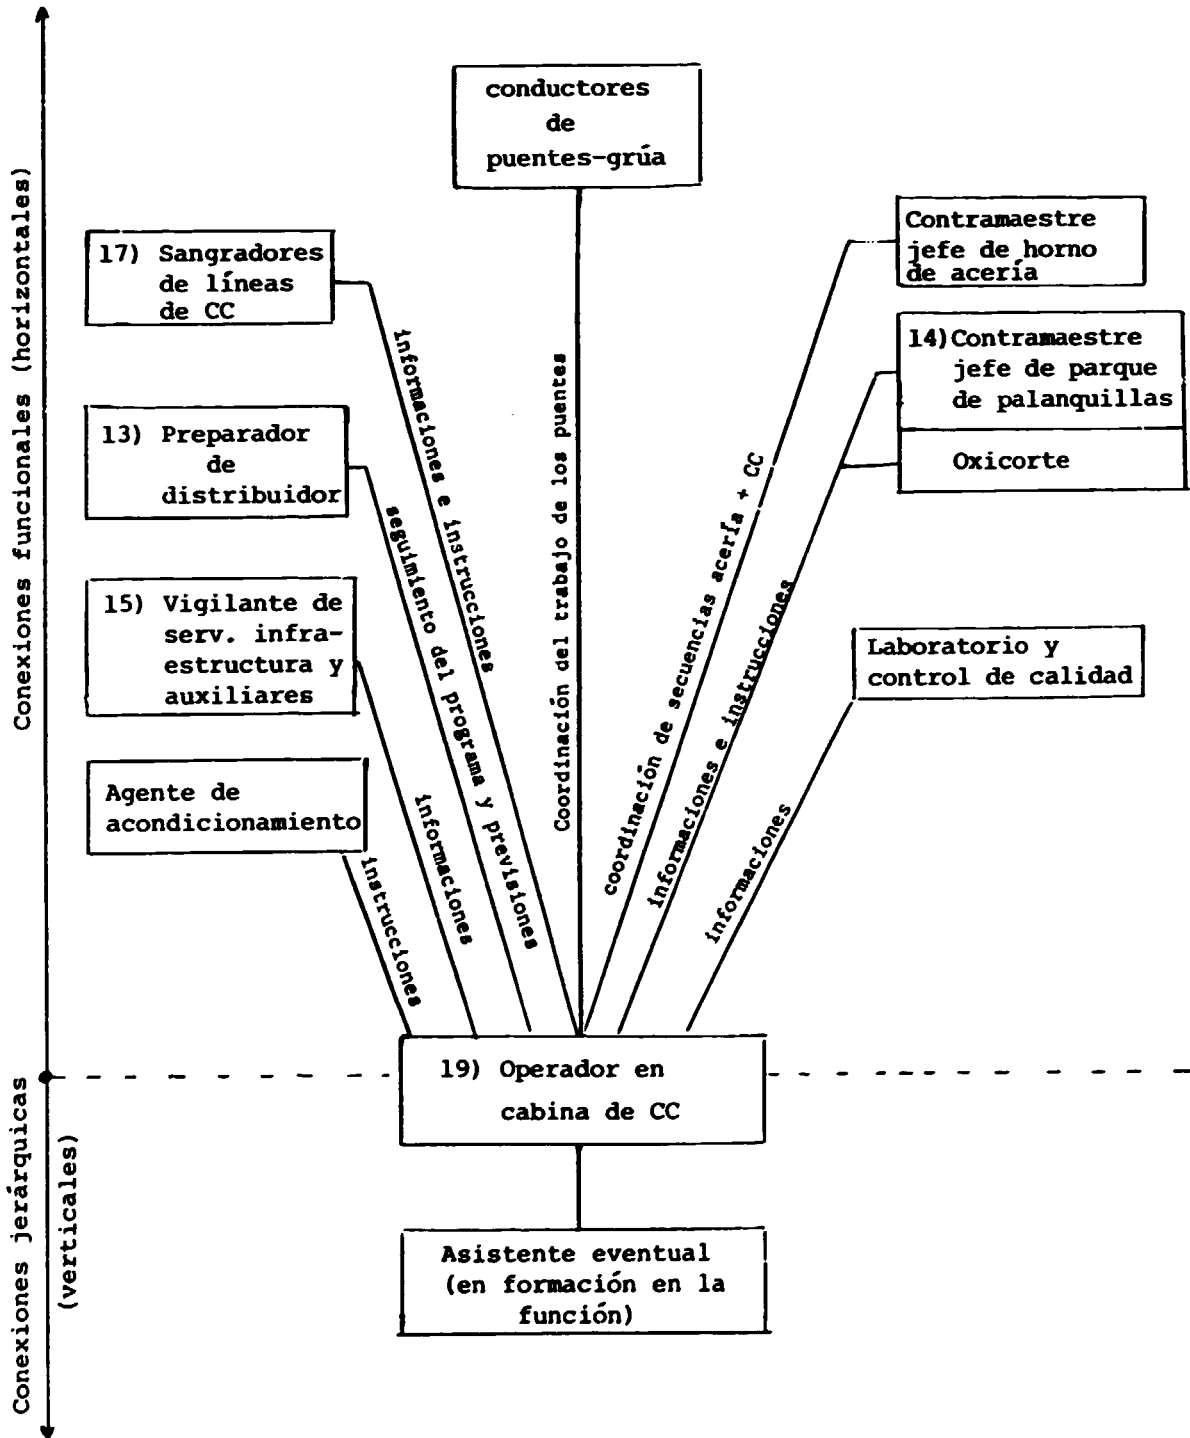 conductores
de
puentes-grúa
Contramaestre
jefe de horno
de acería
17) Sangradores
de líneas
de CC
14)Contramaestre
jefe de parque
de palanquillas
Oxicorte
13) Preparador
de
distribuidor
15) Vigilante de
serv. infra-
estructura y
auxiliares
Laboratorio y
control de calidad
Agente de
acondicionamiento
informaciones e instrucciones
seguimiento del programa y previsiones
informaciones
instrucciones
Coordinación del trabajo de los puentes
coordinación de secuencias acería + CC
informaciones e instrucciones
informaciones
19) Operador en
cabina de CC
Asistente eventual
(en formación en la
función)
Conexiones funcionales (horizontales)
Conexiones jerárquicas
(verticales)